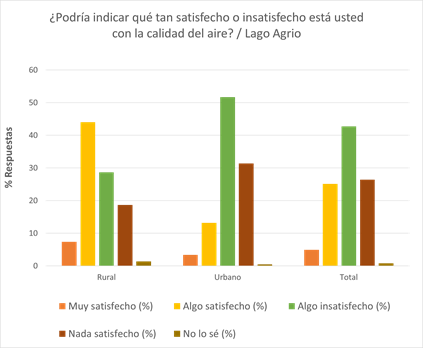 ¿Podría indicar qué tan satisfecho o insatisfecho está usted
con la calidad del aire? / Lago Agrio
% Respuestas
60
50
40
30
20
10
0
Rural
Urbano
Total
Muy satisfecho (%)
Algo satisfecho (%)
Algo insatisfecho (%)
Nada satisfecho (%)
No lo sé (%)